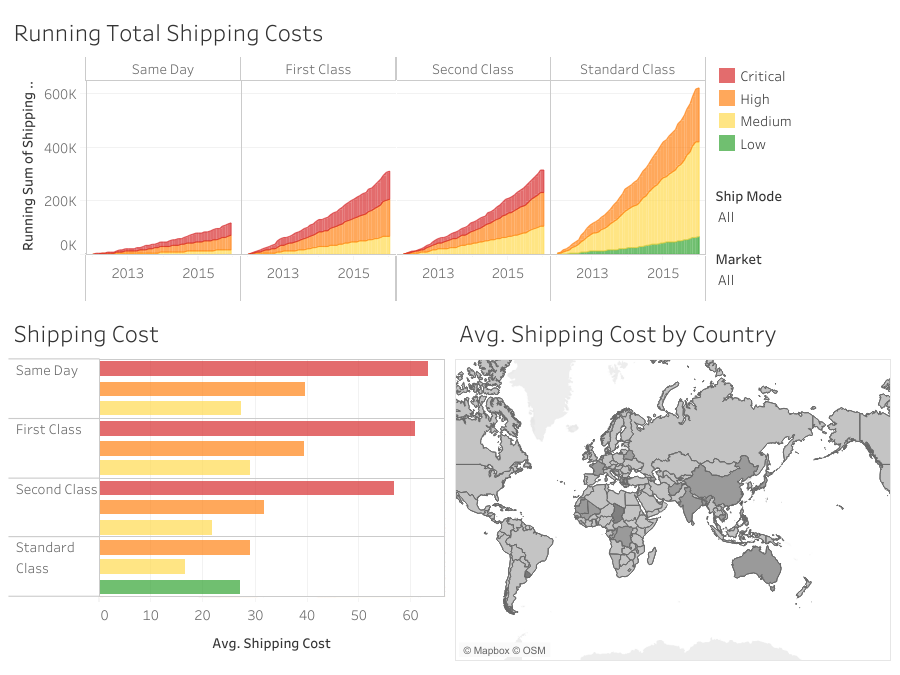 Running Total Shipping Costs
Same Day
First Class
Second Class
Standard Class
Running Sum of Shipping ..
600K
400K
200K
0K
2013
2015
2013
2015
2013
2015
2013
2015
Critical
High
Medium
Low
Ship Mode
All
Market
All
Shipping Cost
Same Day
First Class
Second Class
Standard
Class
0
10
20
30
40
50
60
Avg. Shipping Cost
Avg. Shipping Cost by Country
© Mapbox © OSM